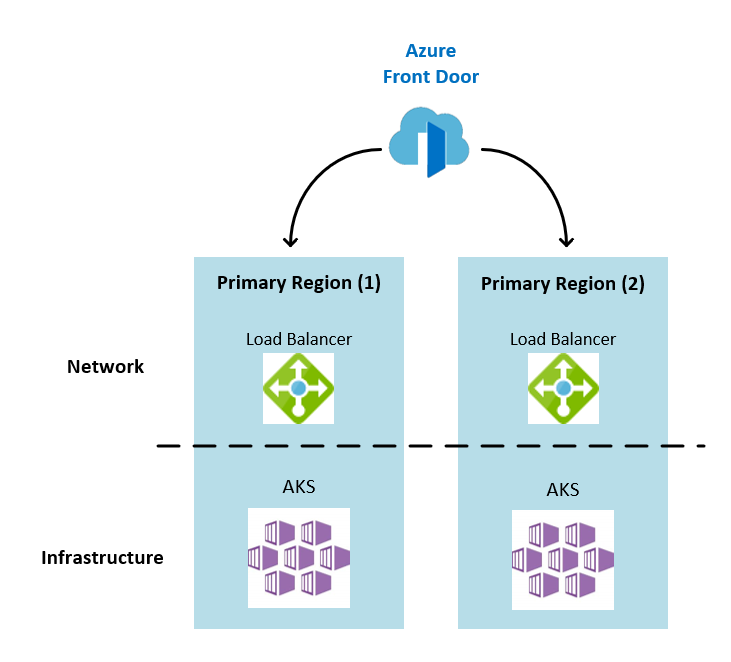 Azure
Front Door
Primary Region (1)
Primary Region (2)
Load Balancer
Load Balancer
Network
AKS
AKS
Infrastructure